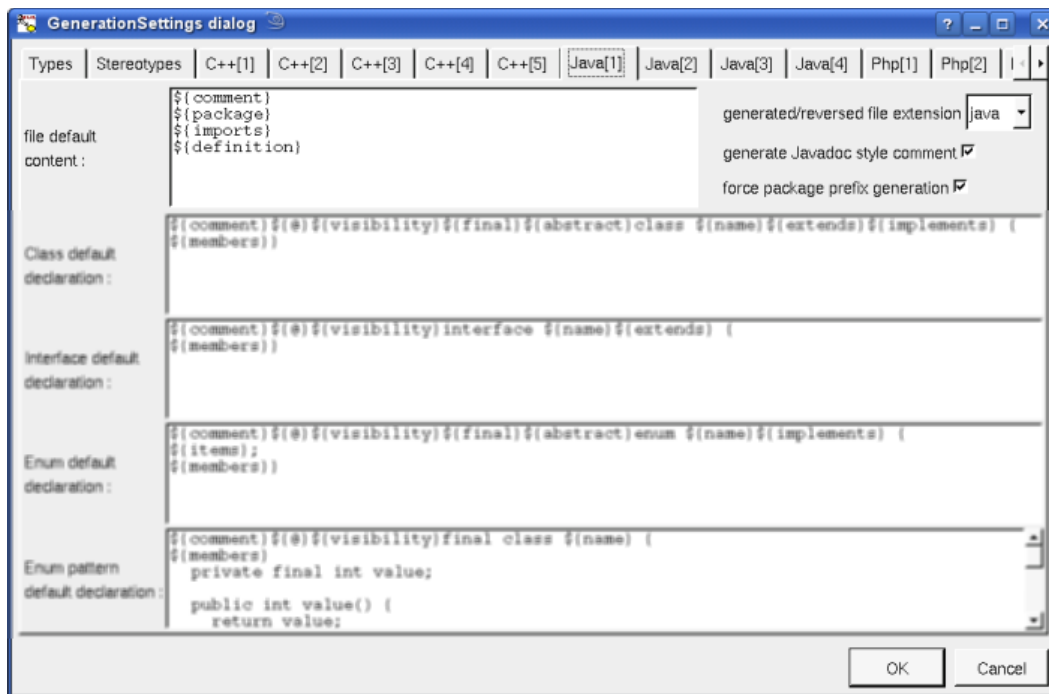 GenerationSettings dialog
Types Stereotypes C++[1] C++[2] C++[3] C++[4] C++[5] Java[1] Java[2] Java[3] Java[4] Php[1] Php[2]
file default
content :
${comment}
${package}
${imports}
${definition}
generated/reversed file extension java
generate Javadoc style comment
force package prefix generation
Class default
declaration :
${comment}${@}${visibility}${final}${abstract}class ${name}${extends}${implements} {
${members}}
Interface default
declaration :
${comment}${@}${visibility}interface ${name}${extends} {
${members}}
Enum default
declaration :
${comment}${@}${visibility}${final}${abstract}enum ${name}${implements} {
${items};
${members}}
Enum pattern
default declaration :
${comment}${@}${visibility}final class ${name} {
${members}
private final int value;
public int value() {
return value;
OK Cancel